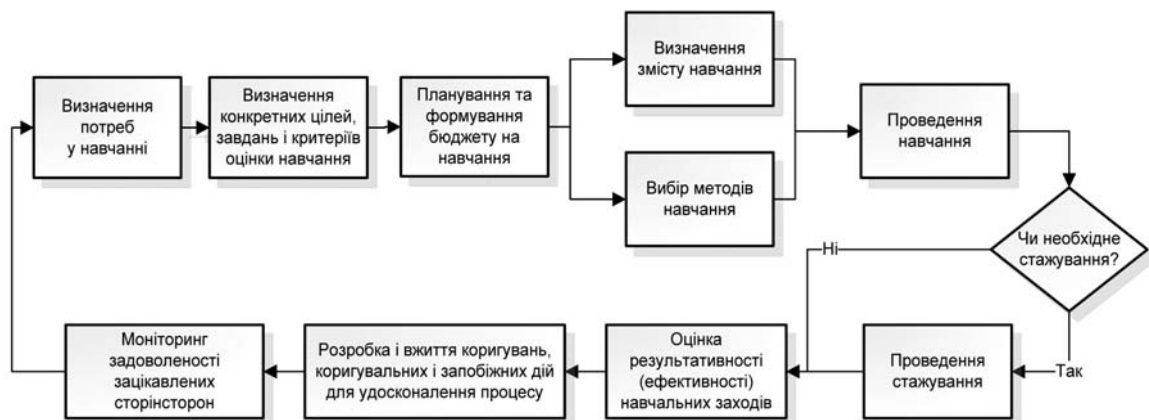 Визначення
потреб
у навчанні
Визначення
конкретних цілей,
завдань і критеріїв
оцінки навчання
Планування та
формування
бюджету на
навчання
Визначення
змісту навчання
Вибір методів
навчання
Проведення
навчання
Чи необхідне
стажування?
Ні
Так
Проведення
стажування
Оцінка
результативності
(ефективності)
навчальних заходів
Розробка і вжиття коригувань,
коригувальних і запобіжних дій
для удосконалення процесу
Моніторинг
задоволеності
зацікавлених
сторінсторон